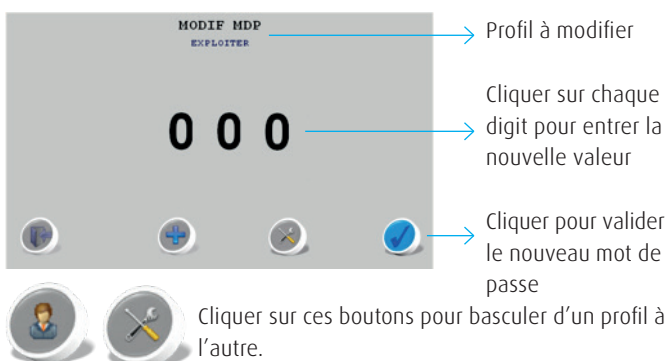 MODIF MDP
EXPLOITER
Profil à modifier
0 0 0
Cliquer sur chaque
digit pour entrer la
nouvelle valeur
Cliquer pour valider
le nouveau mot de
passe
Cliquer sur ces boutons pour basculer d’un profil à
l’autre.